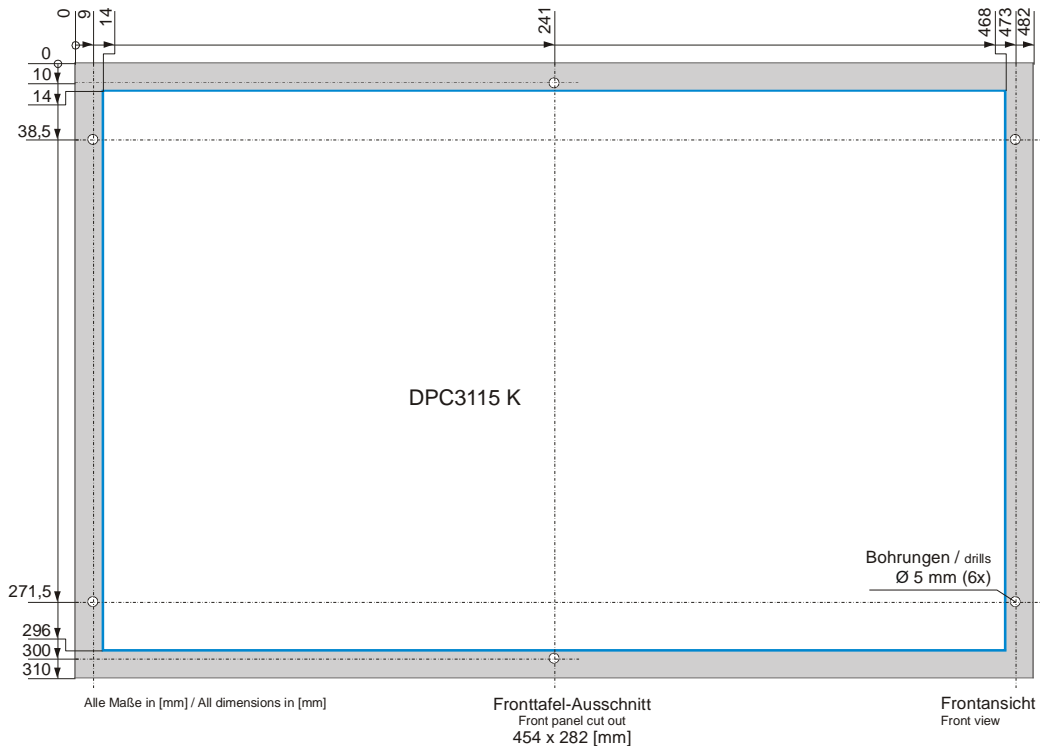 0
9
14
241
468
473
482
0
10
14
38,5
DPC3115 K
Bohrungen / drills
Ø 5 mm (6x)
271,5
296
300
310
Alle Maße in [mm] / All dimensions in [mm]
Fronttafel-Ausschnitt
Front panel cut out
454 x 282 [mm]
Frontansicht
Front view